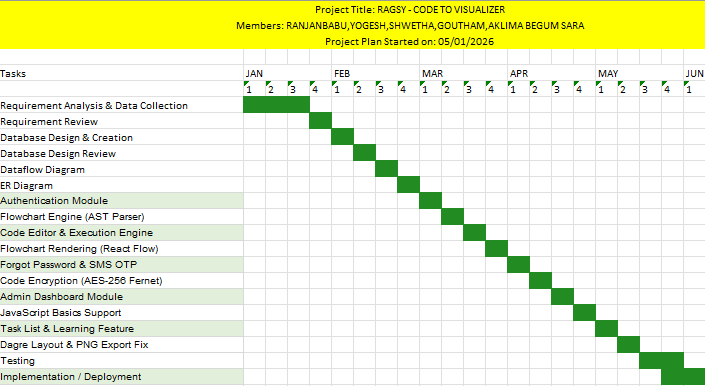 Project Title: RAGSY - CODE TO VISUALIZER
Members: RANJANBABU,YOGESH,SHWETHA,GOUTHAM,AKLIMA BEGUM SARA
Project Plan Started on: 05/01/2026
Tasks JAN FEB MAR APR MAY JUN
1 2 3 4 1 2 3 4 1 2 3 4 1 2 3 4 1 2 3 4 1
Requirement Analysis & Data Collection
Requirement Review
Database Design & Creation
Database Design Review
Dataflow Diagram
ER Diagram
Authentication Module
Flowchart Engine (AST Parser)
Code Editor & Execution Engine
Flowchart Rendering (React Flow)
Forgot Password & SMS OTP
Code Encryption (AES-256 Fernet)
Admin Dashboard Module
JavaScript Basics Support
Task List & Learning Feature
Dagre Layout & PNG Export Fix
Testing
Implementation / Deployment